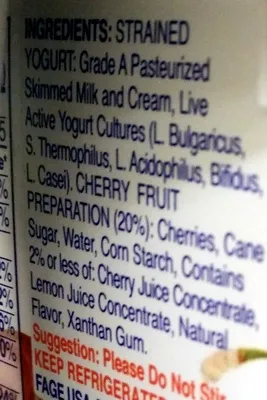 INGREDIENTS: STRAINED
YOGURT: Grade A Pasteurized
Skimmed Milk and Cream, Live
Active Yogurt Cultures (L. Bulgaricus,
S. Thermophilus, L. Acidophilus, Bifidus,
L. Casei). CHERRY FRUIT
PREPARATION (20%): Cherries, Cane
Sugar, Water, Corn Starch, Contains
2% or less of: Cherry Juice Concentrate,
Lemon Juice Concentrate, Natural
Flavor, Xanthan Gum.
Suggestion: Please Do Not Stir
KEEP REFRIGERATED
FAGE USA